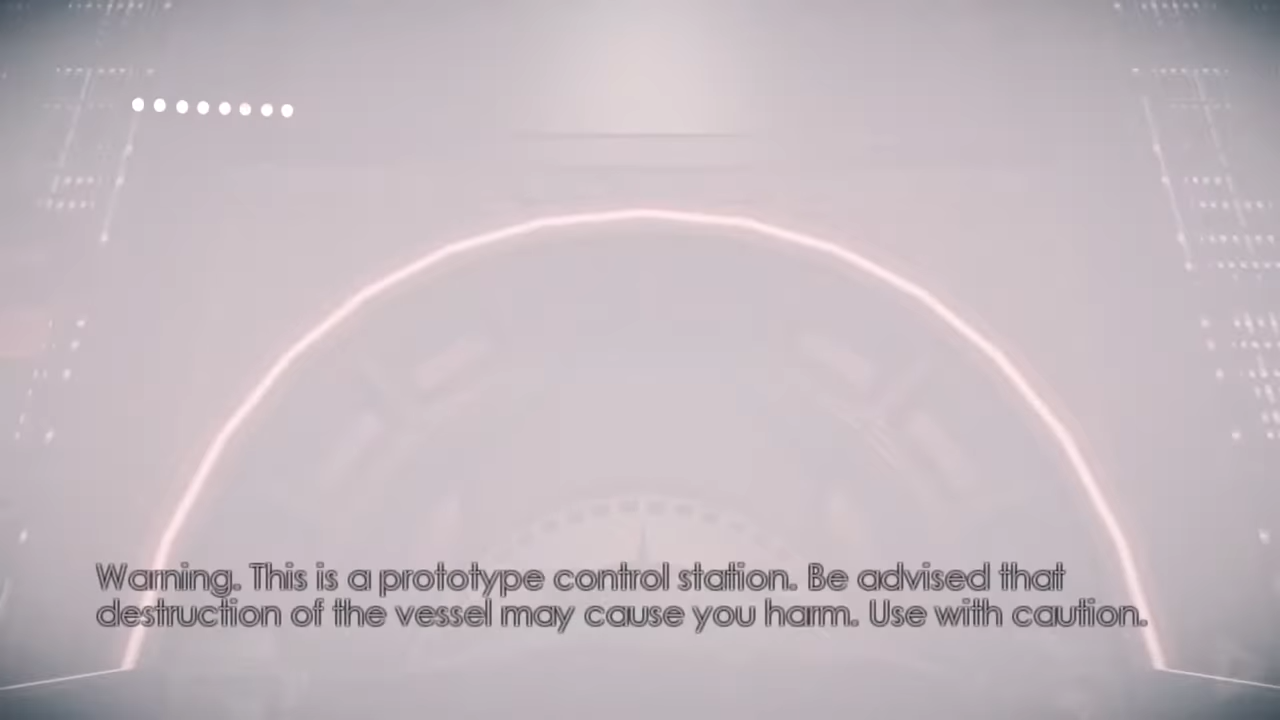 Warning. This is a prototype control station. Be advised that
destruction of the vessel may cause you harm. Use with caution.